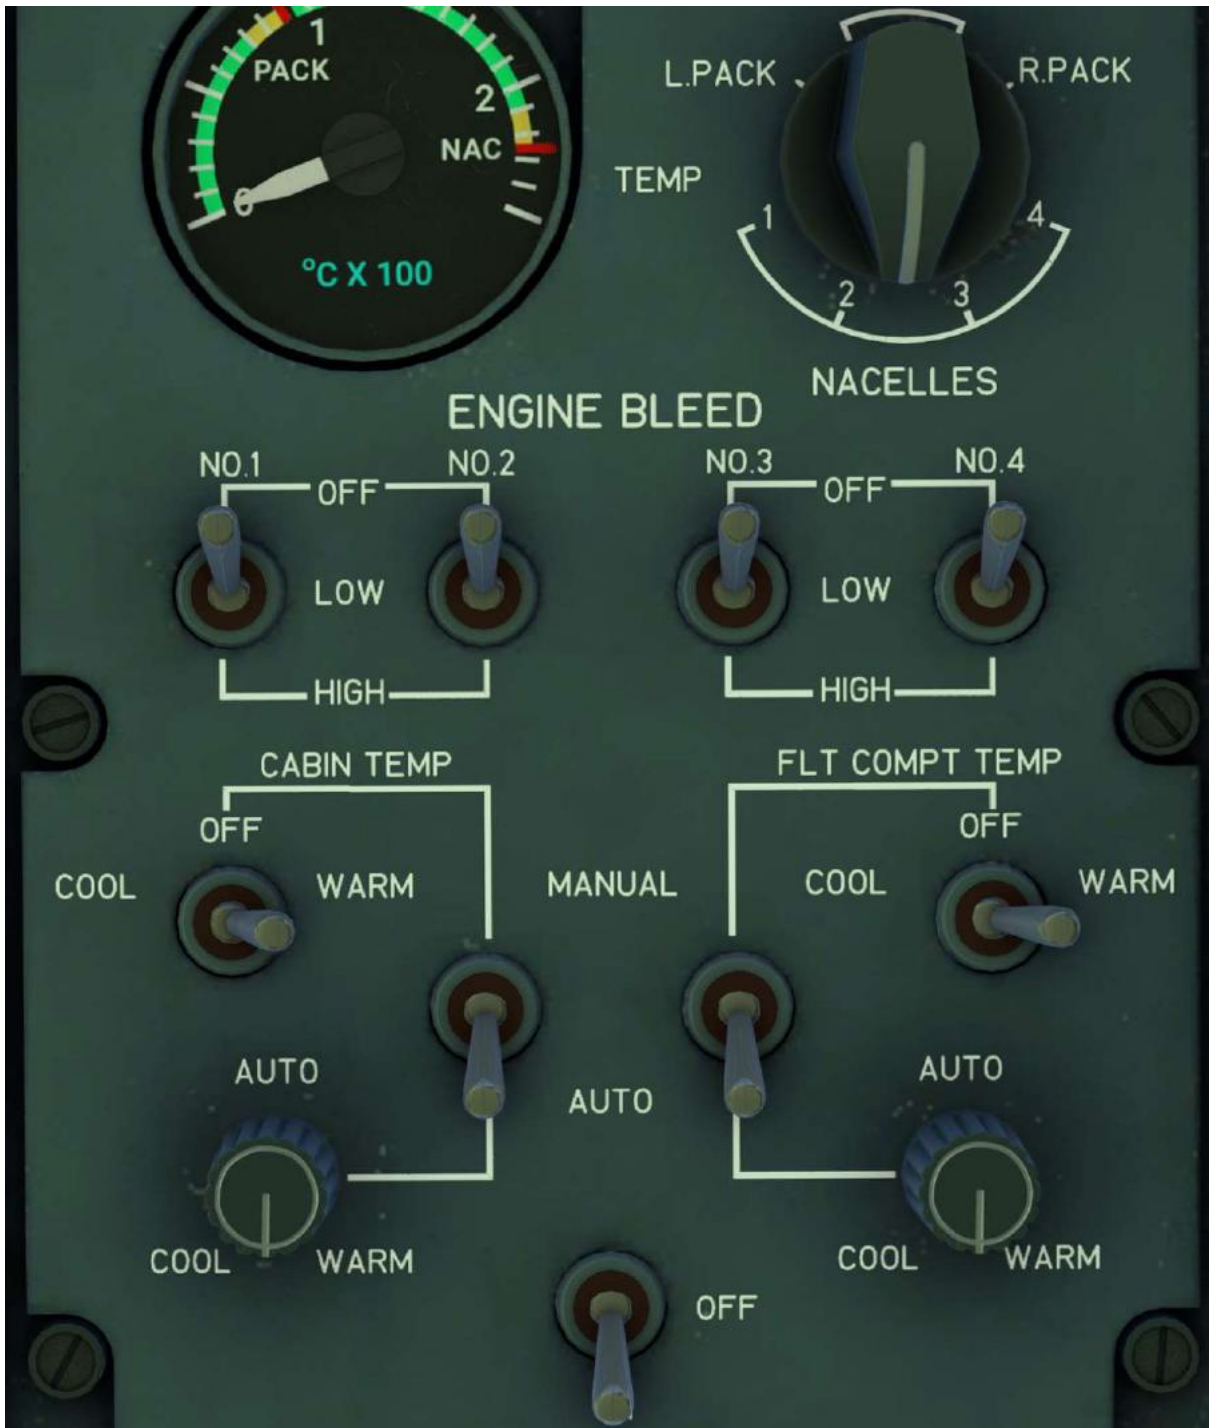 1
PACK
2
NAC
0
°C X 100
L.PACK
R.PACK
TEMP
1
2
3
4
NACELLES
ENGINE BLEED
NO.1
NO.2
NO.3
NO.4
OFF
OFF
LOW
LOW
HIGH
HIGH
CABIN TEMP
FLT COMPT TEMP
OFF
OFF
COOL
WARM
MANUAL
COOL
WARM
AUTO
AUTO
AUTO
COOL
WARM
COOL
WARM
OFF